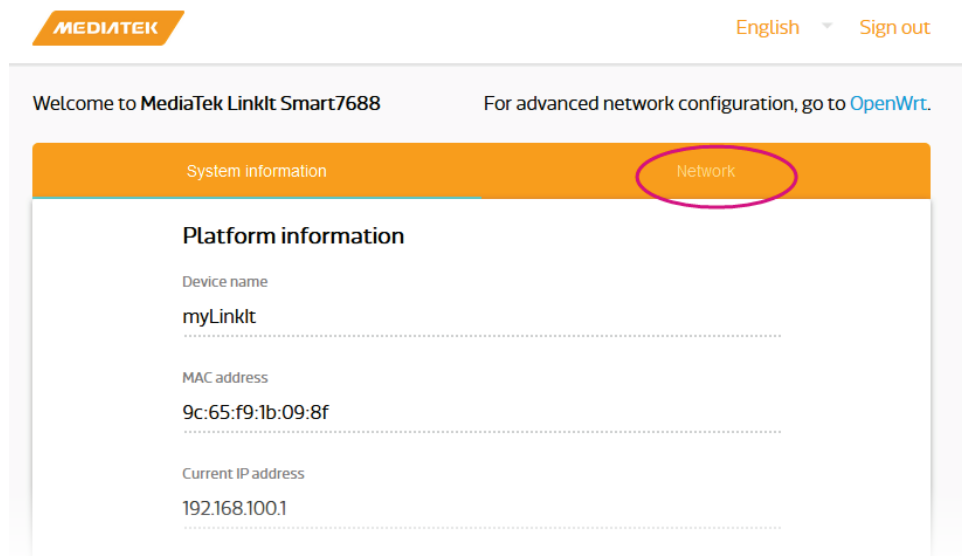 MEDIATEK
English Sign out
Welcome to MediaTek LinkIt Smart7688 For advanced network configuration, go to OpenWrt.
System information Network
Platform information
Device name
myLinkIt
MAC address
9c:65:f9:1b:09:8f
Current IP address
192.168.100.1